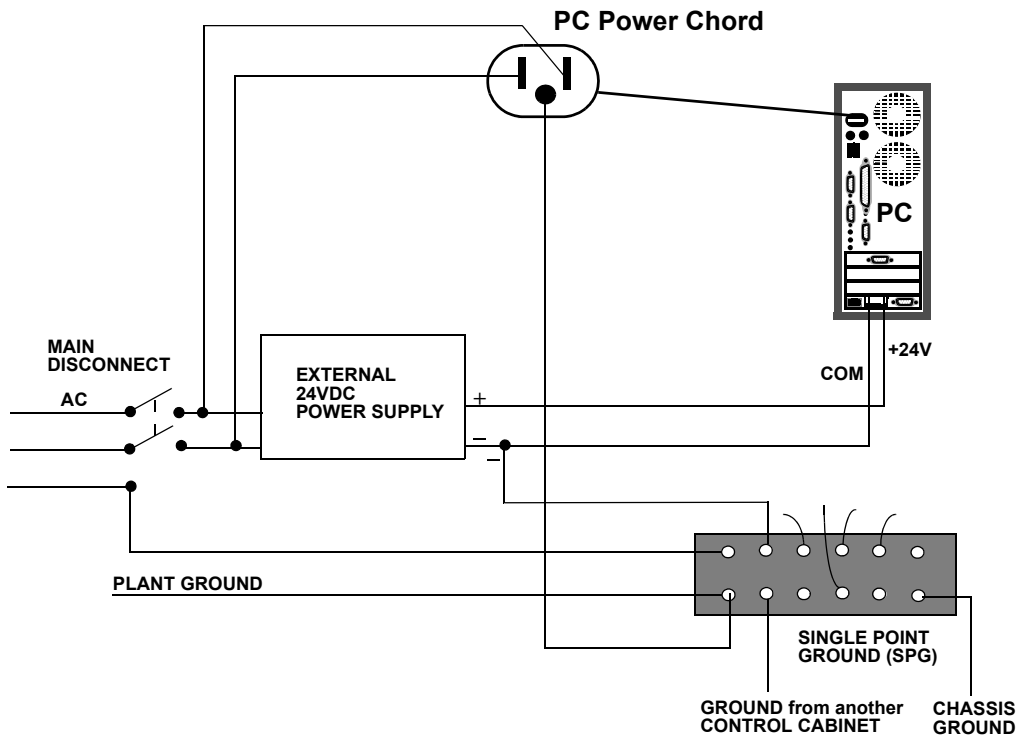 PC Power Chord
PC
+24V
COM
MAIN
DISCONNECT
AC
EXTERNAL
24VDC
POWER SUPPLY
+
–
–
PLANT GROUND
SINGLE POINT
GROUND (SPG)
GROUND from another
CONTROL CABINET
CHASSIS
GROUND